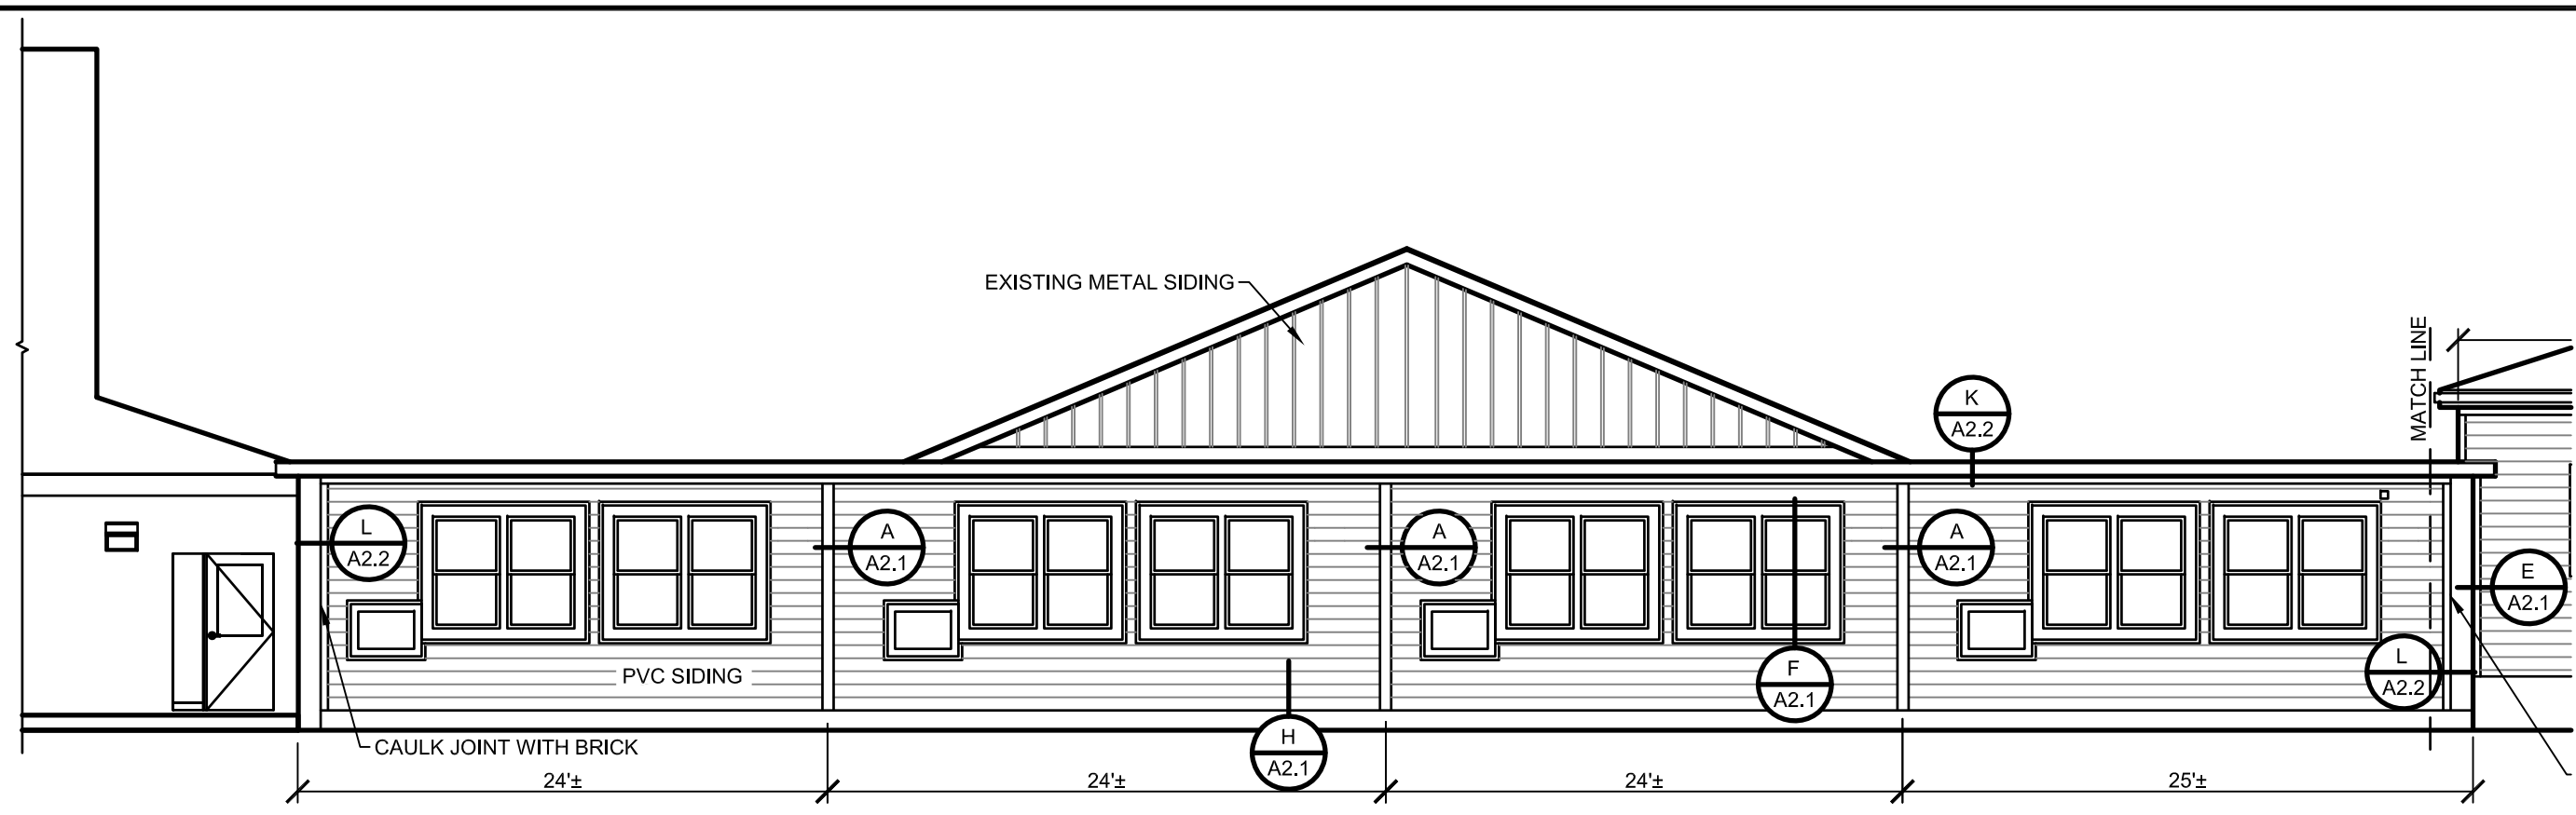 EXISTING METAL SIDING
MATCH LINE
K
A2.2
L
A2.2
A
A2.1
A
A2.1
A
A2.1
E
A2.1
PVC SIDING
F
A2.1
L
A2.2
CAULK JOINT WITH BRICK
H
A2.1
24'±
24'±
24'±
25'±